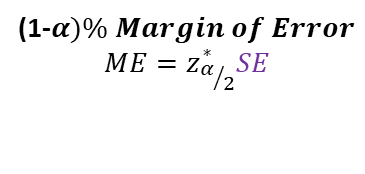 (1-α)% Margin of Error
ME = z*α/2 SE